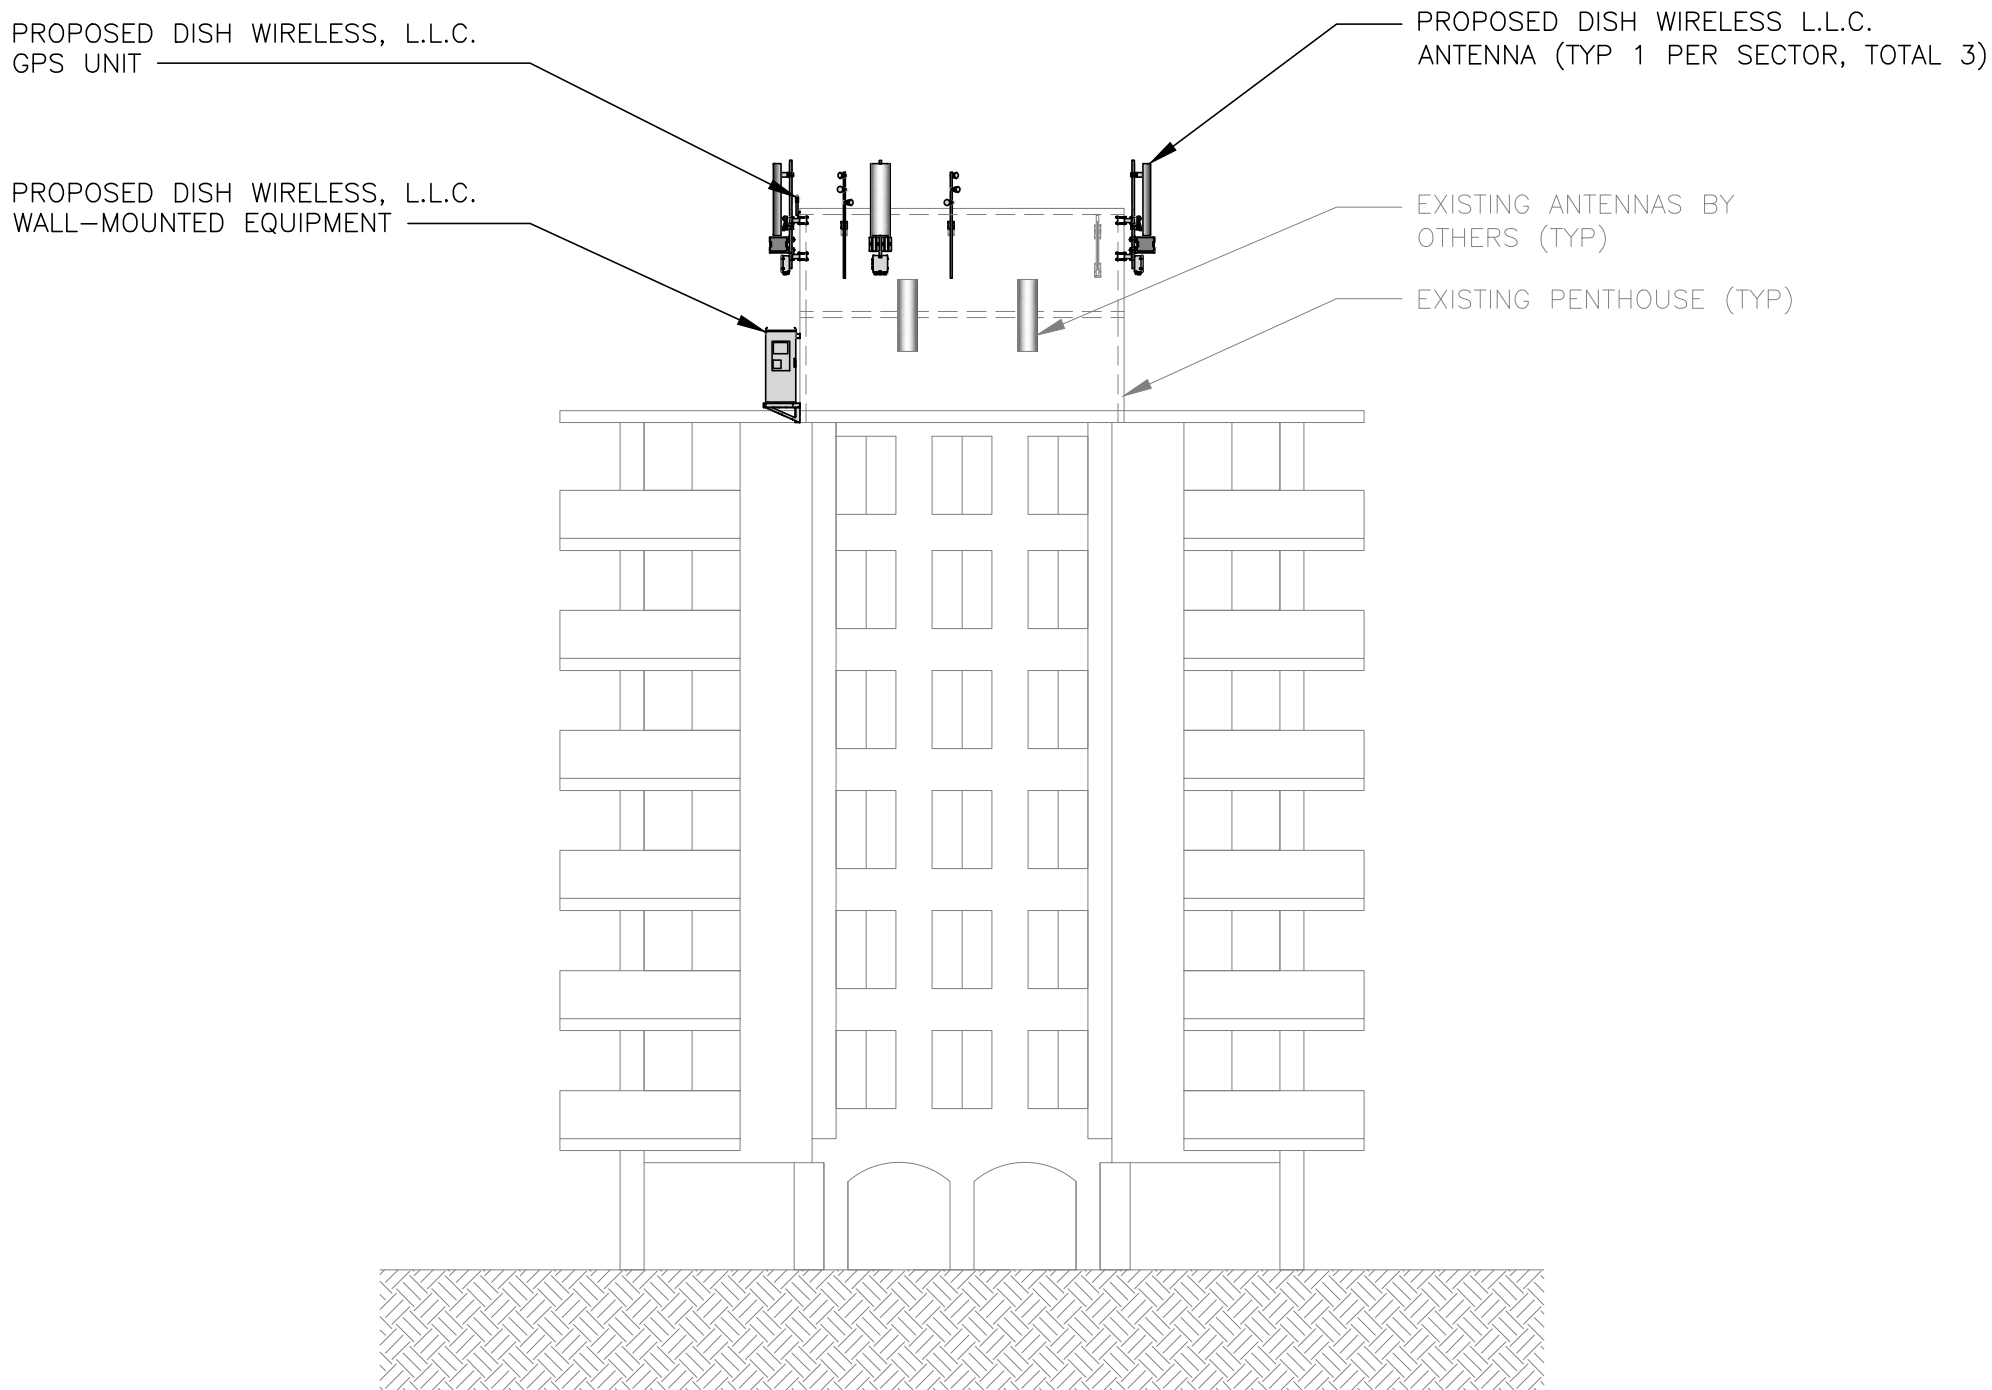 PROPOSED DISH WIRELESS, L.L.C.
GPS UNIT
PROPOSED DISH WIRELESS, L.L.C.
WALL-MOUNTED EQUIPMENT
PROPOSED DISH WIRELESS L.L.C.
ANTENNA (TYP 1 PER SECTOR, TOTAL 3)
EXISTING ANTENNAS BY
OTHERS (TYP)
EXISTING PENTHOUSE (TYP)